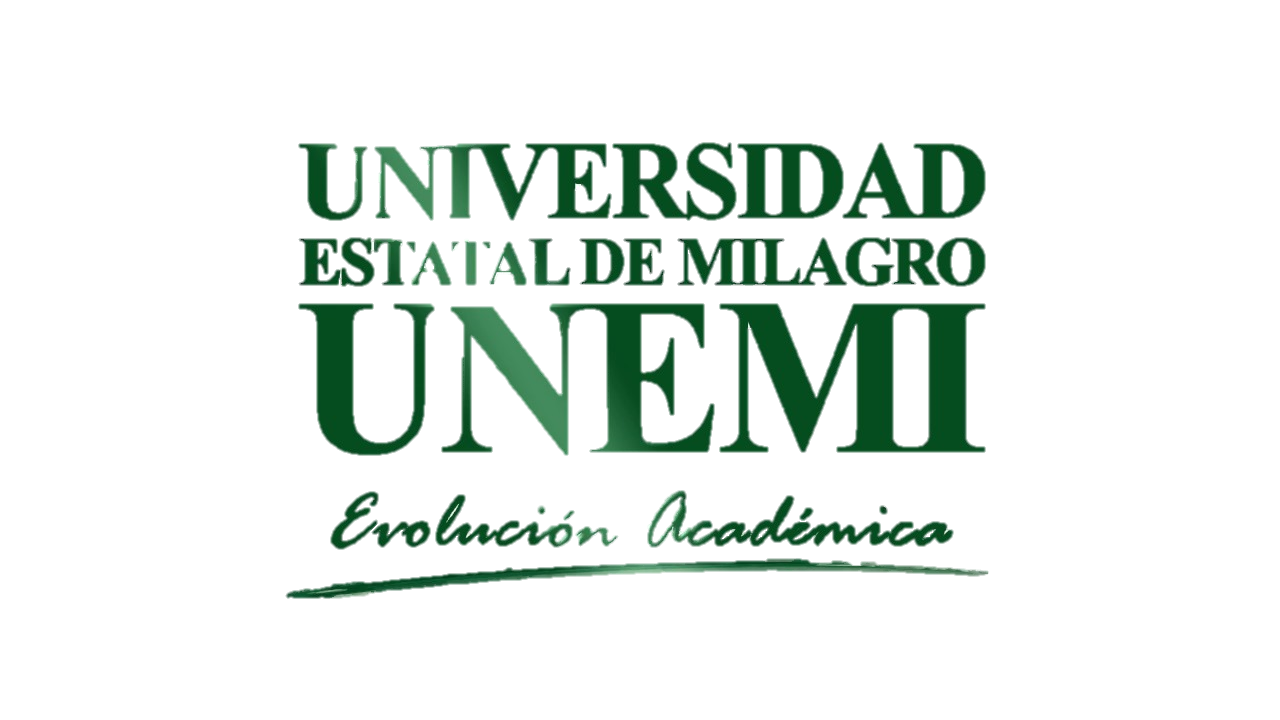 UNIVERSIDAD
ESTATAL DE MILAGRO
UNEMI
Evolución Académica